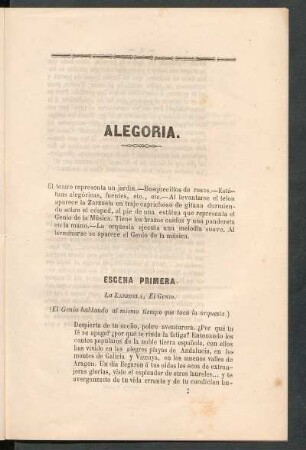 ALEGORIA.
El teatro representa un jardin.—Bosquecillos de rosas.—Está-
tuas alegóricas, fuentes, etc., etc.—Al levantarse el telon
aparece la Zarzuela en traje caprichoso de gitana durmien-
do sobre el césped, al pie de una estátua que representa el
Genio de la Música. Tiene los brazos caidos y una pandereta
en la mano.—La orquesta ejecuta una melodía suave. Al
terminarse se aparece el Genio de la música.
ESCENA PRIMERA.
La Zarzuela, El Genio.
(El Genio hablando al mismo tiempo que toca la orquesta.)
Despierta de tu sueño, pobre aventurera. ¿Por qué tu
fé se apaga? ¿por qué te rinde la fatiga? Entonando los
cantos populares de la noble tierra española, con ellos
has vivido en las alegres playas de Andalucía, en los
montes de Galicia y Vizcaya, en los amenos valles de
Aragon. Un dia llegaron á tus oidos los ecos de estran-
jeras glorias, viste el esplendor de otros laureles... y te
avergonzaste de tu vida errante y de tu condicion hu-